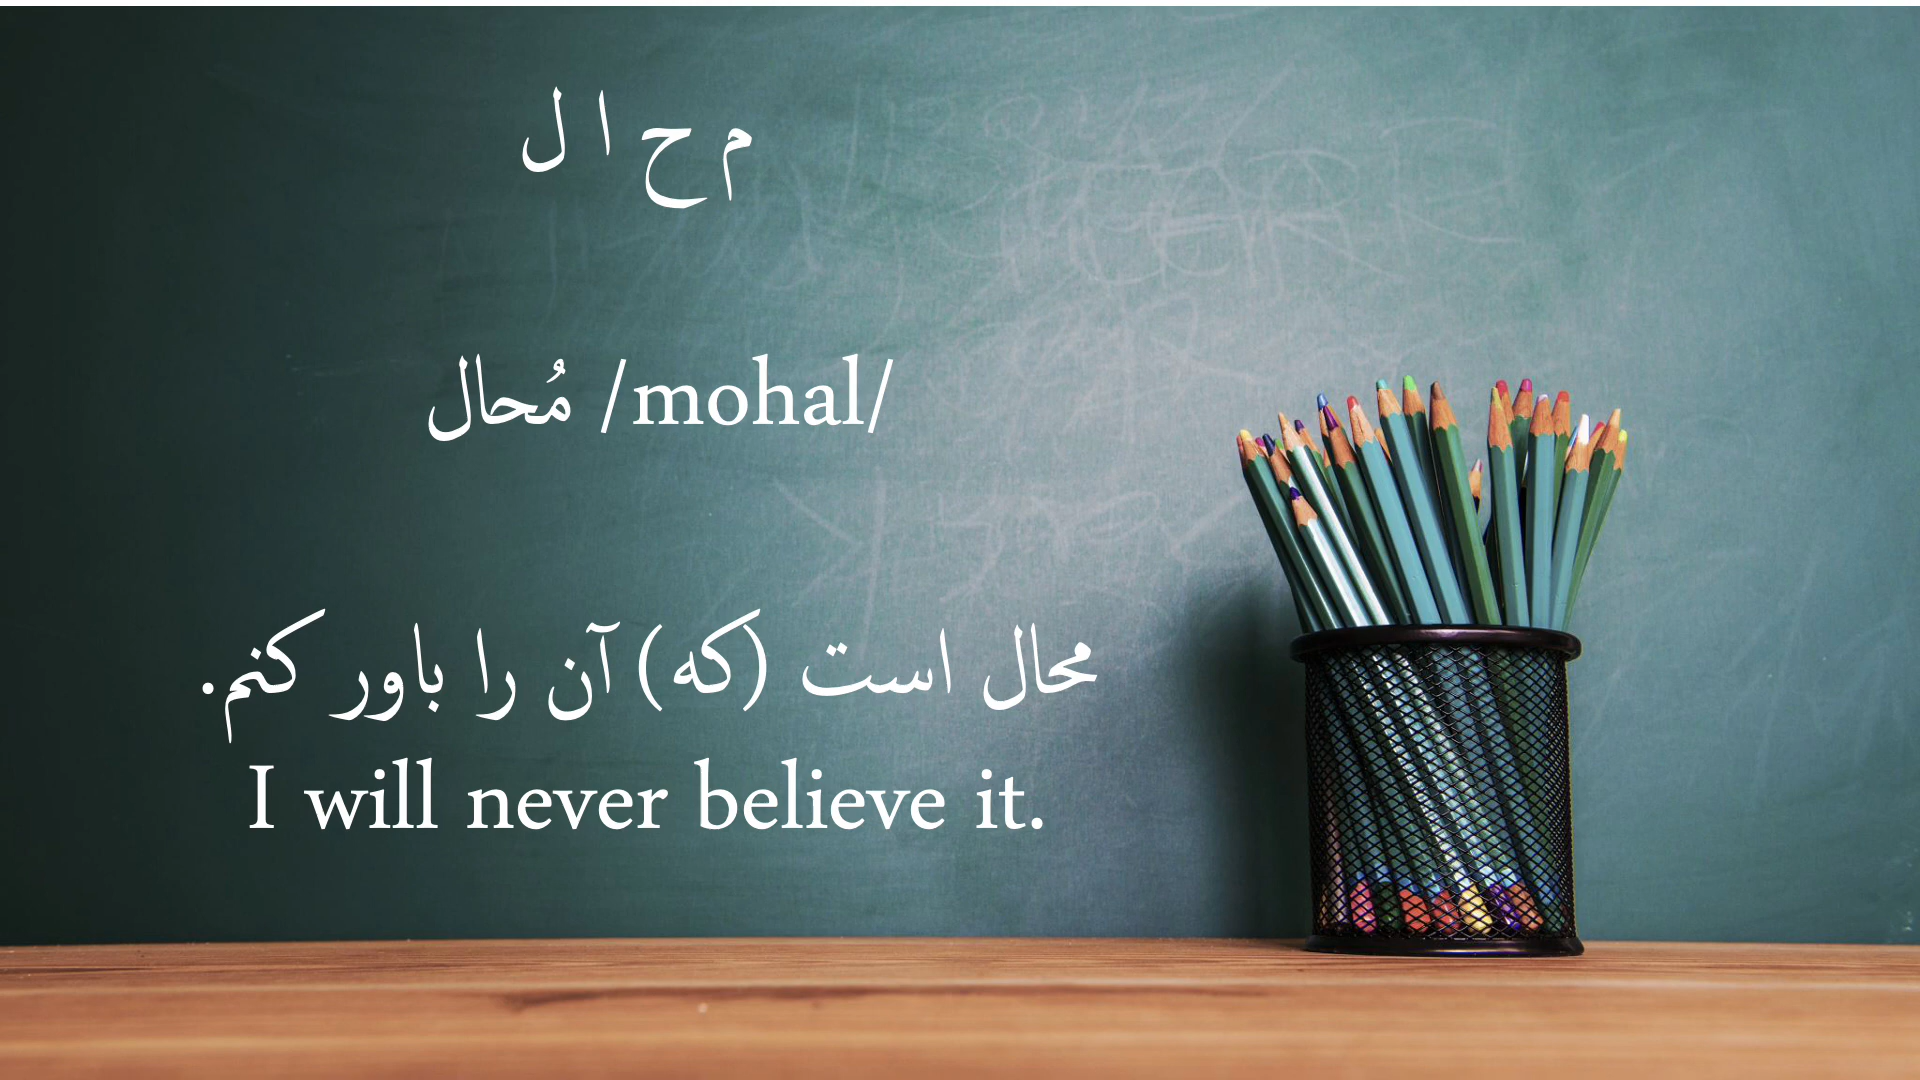 م ح ا ل
مُحال /mohal/
محال است (که) آن را باور کنم.
I will never believe it.